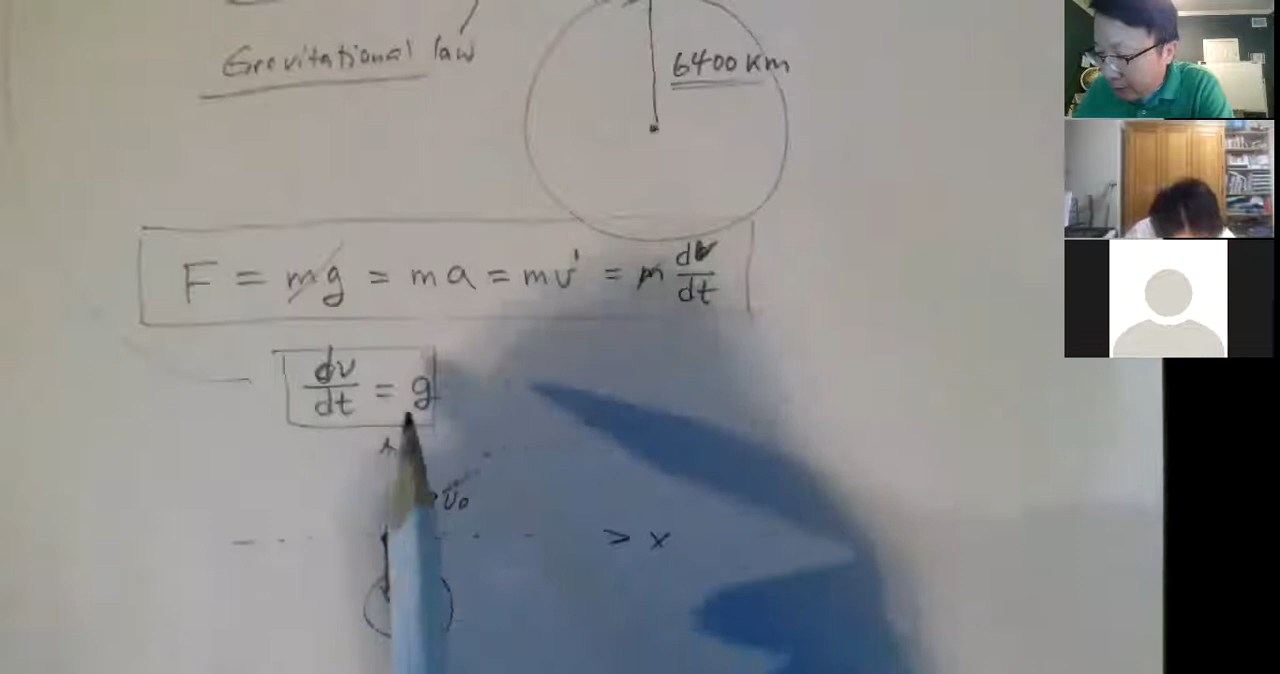 Gravitational law
6400 km
F = mg = ma = mv' = m dv/dt
dv/dt = g
v₀
> x